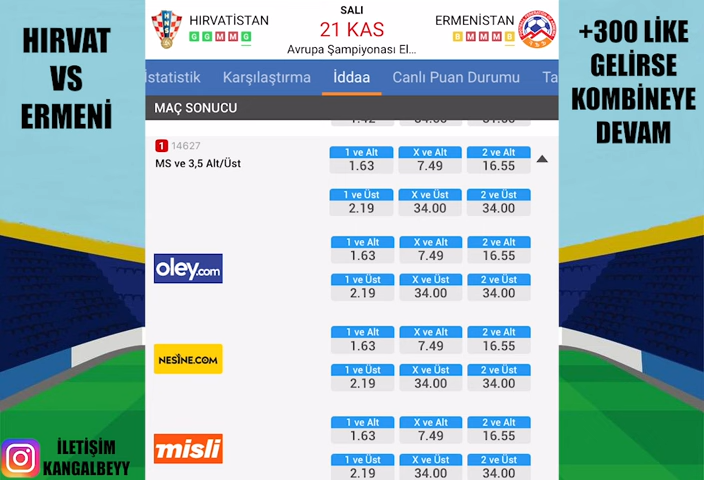 HIRVAT
VS
ERMENİ
SALI
HIRVATİSTAN
21 KAS
ERMENİSTAN
G G M M G
B M M M B
Avrupa Şampiyonası El...
+300 LİKE
GELİRSE
KOMBİNEYE
DEVAM
istatistik Karşılaştırma İddaa Canlı Puan Durumu Ta
MAÇ SONUCU
1 14627
MS ve 3,5 Alt/Üst
1 ve Alt X ve Alt 2 ve Alt
1.63 7.49 16.55
1 ve Üst X ve Üst 2 ve Üst
2.19 34.00 34.00
oley.com
1 ve Alt X ve Alt 2 ve Alt
1.63 7.49 16.55
1 ve Üst X ve Üst 2 ve Üst
2.19 34.00 34.00
NESİNE.COM
1 ve Alt X ve Alt 2 ve Alt
1.63 7.49 16.55
1 ve Üst X ve Üst 2 ve Üst
2.19 34.00 34.00
misli
1 ve Alt X ve Alt 2 ve Alt
1.63 7.49 16.55
1 ve Üst X ve Üst 2 ve Üst
2.19 34.00 34.00
İLETİŞİM
KANGALBEYY